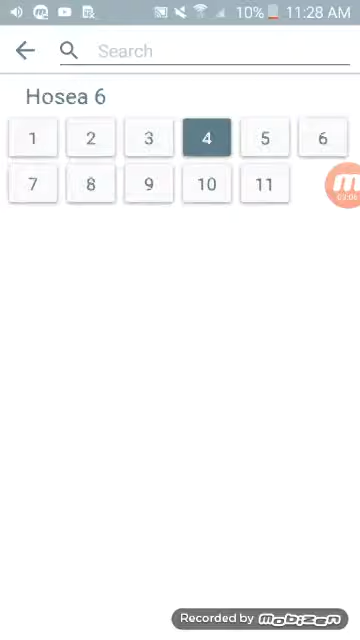 10% 11:28 AM
Search
Hosea 6
1 2 3 4 5 6
7 8 9 10 11
Recorded by mobizen